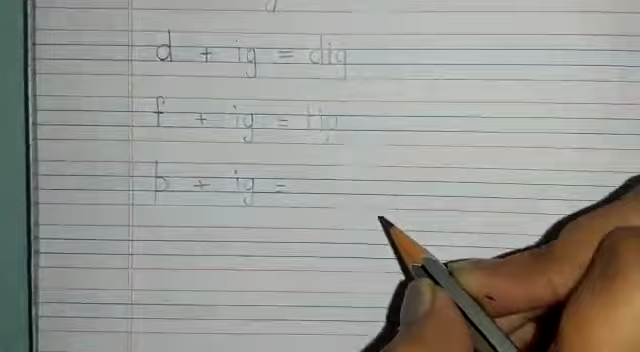 d + ig = dig
f + ig = fig
p + ig =